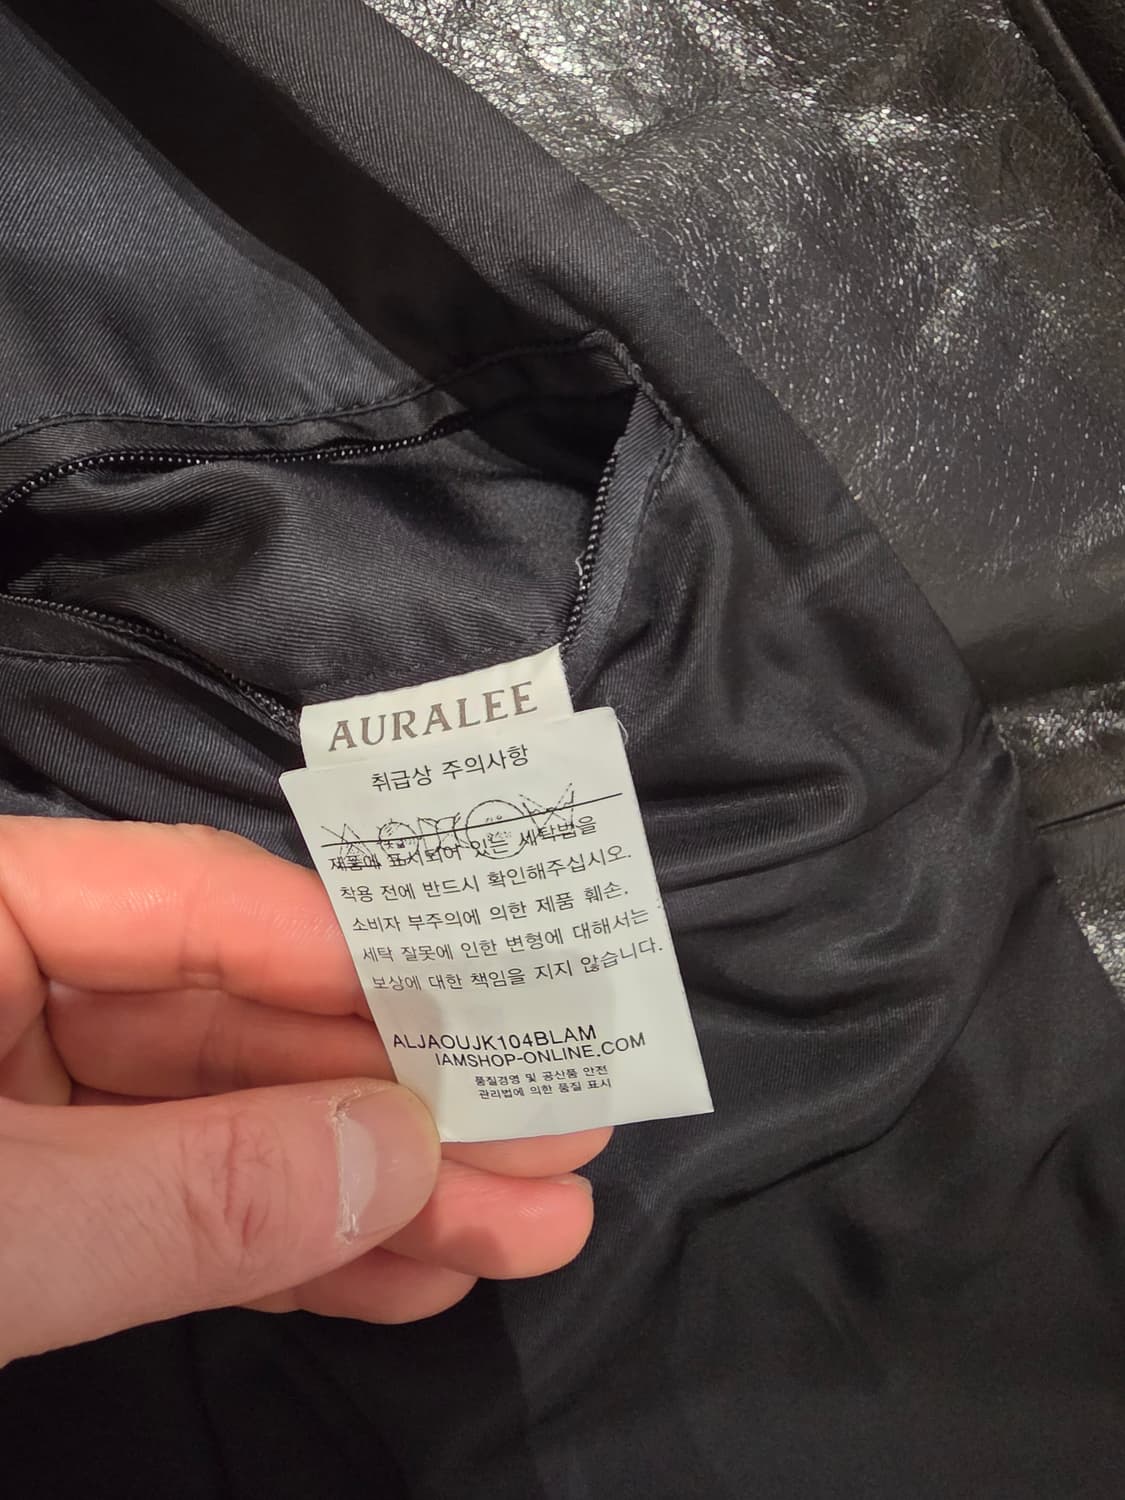 AURALEE
취급상 주의사항
제품에 표시되어 있는 세탁법을
착용 전에 반드시 확인해주십시오.
소비자 부주의에 의한 제품 훼손.
세탁 잘못에 인한 변형에 대해서는
보상에 대한 책임을 지지 않습니다.
ALJAOUJK104BLAM
IAMSHOP-ONLINE.COM
품질경영 및 공산품 안전
관리법에 의한 품질 표시